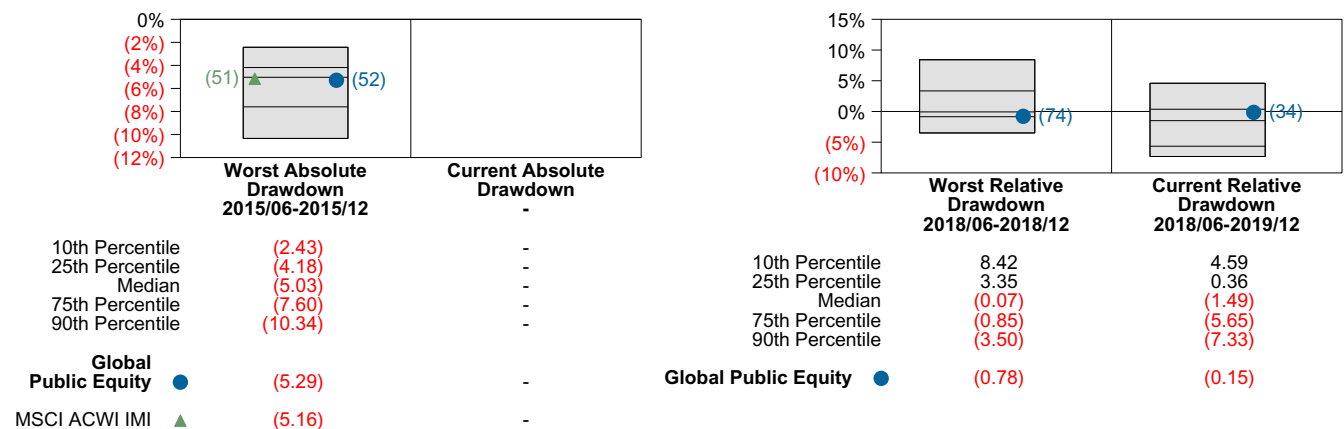 0%
(2%)
(4%)
(6%)
(8%)
(10%)
(12%)
(51)
(52)
Worst Absolute
Drawdown
2015/06-2015/12
Current Absolute
Drawdown
-
10th Percentile (2.43) -
25th Percentile (4.18) -
Median (5.03) -
75th Percentile (7.60) -
90th Percentile (10.34) -
Global
Public Equity (5.29) -
MSCI ACWI IMI (5.16) -
15%
10%
5%
0%
(5%)
(10%)
(74)
(34)
Worst Relative
Drawdown
2018/06-2018/12
Current Relative
Drawdown
2018/06-2019/12
10th Percentile 8.42 4.59
25th Percentile 3.35 0.36
Median (0.07) (1.49)
75th Percentile (0.85) (5.65)
90th Percentile (3.50) (7.33)
Global Public Equity (0.78) (0.15)